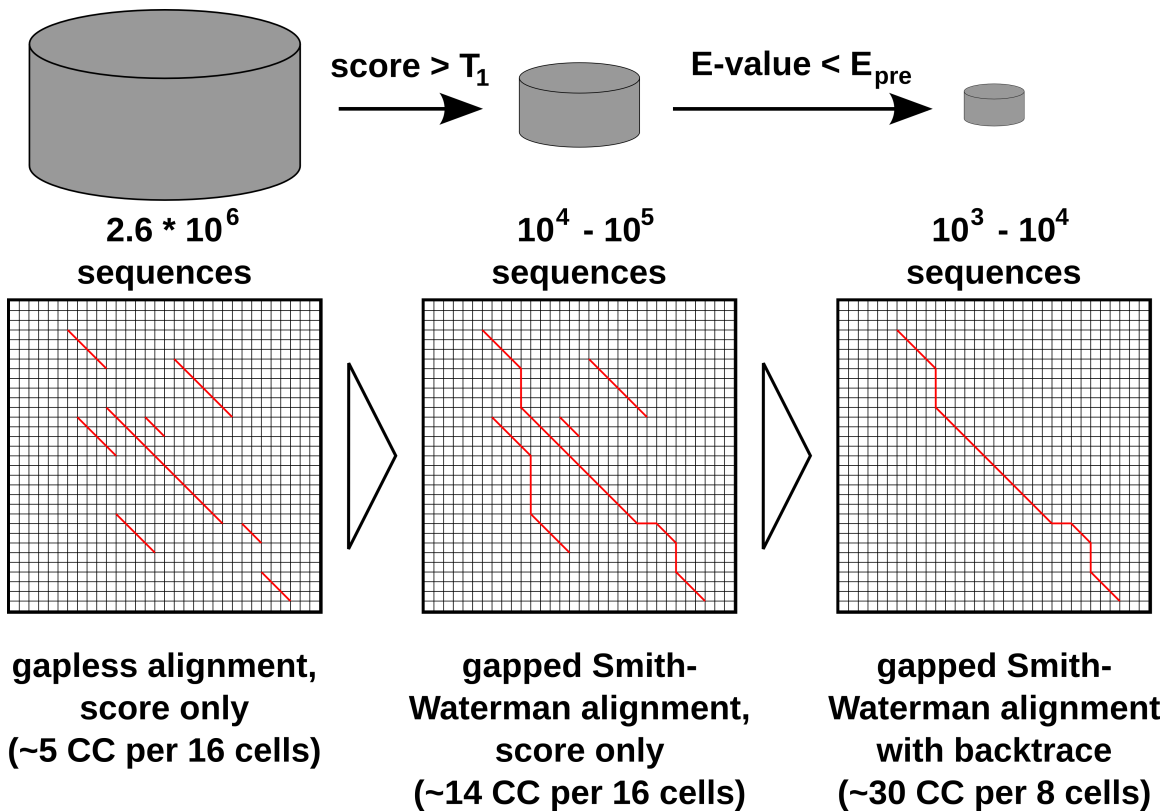 score > T1
E-value < Epre
2.6 * 10^6
sequences
10^4 - 10^5
sequences
10^3 - 10^4
sequences
gapless alignment,
score only
(~5 CC per 16 cells)
gapped Smith-
Waterman alignment,
score only
(~14 CC per 16 cells)
gapped Smith-
Waterman alignment
with backtrace
(~30 CC per 8 cells)